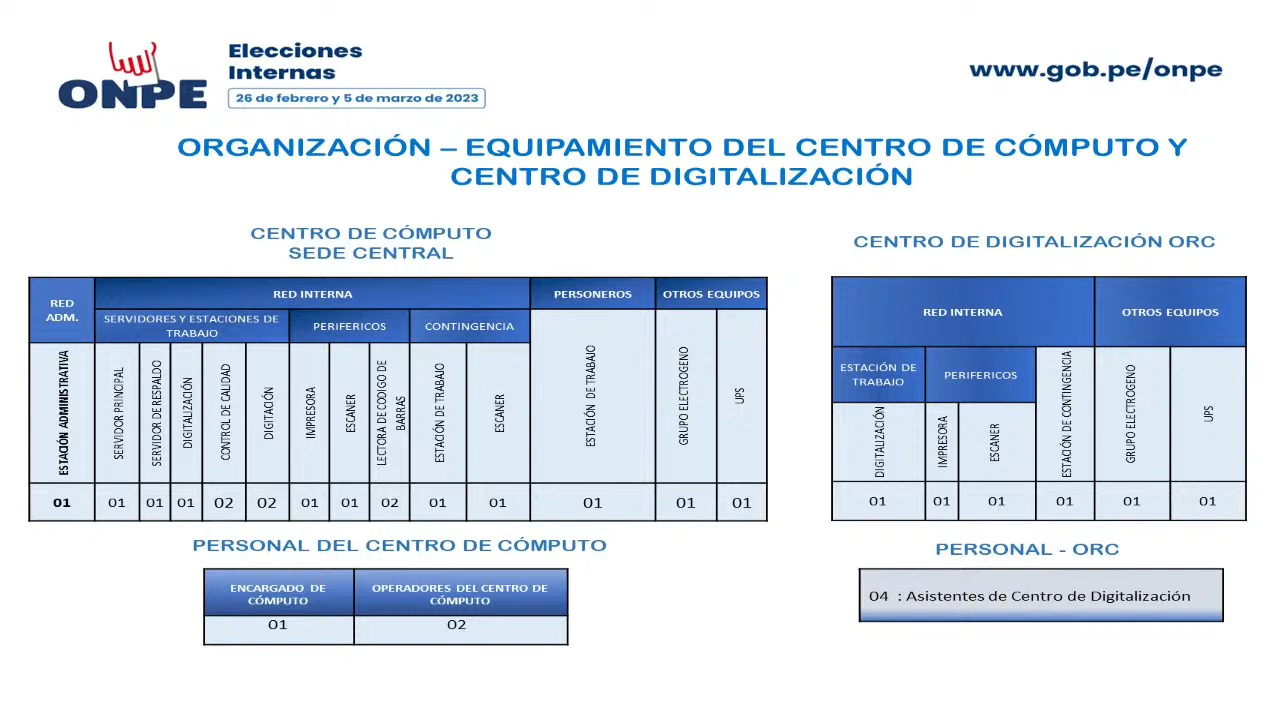 ONPE
Elecciones
Internas
26 de febrero y 5 de marzo de 2023
www.gob.pe/onpe
ORGANIZACIÓN – EQUIPAMIENTO DEL CENTRO DE CÓMPUTO Y
CENTRO DE DIGITALIZACIÓN
CENTRO DE CÓMPUTO
SEDE CENTRAL
RED
ADM.
RED INTERNA
PERSONEROS
OTROS EQUIPOS
SERVIDORES Y ESTACIONES DE
TRABAJO
PERIFERICOS
CONTINGENCIA
ESTACIÓN ADMINISTRATIVA
SERVIDOR PRINCIPAL
SERVIDOR DE RESPALDO
DIGITALIZACIÓN
CONTROL DE CALIDAD
DIGITACIÓN
IMPRESORA
ESCANER
LECTORA DE CODIGO DE
BARRAS
ESTACIÓN DE TRABAJO
ESCANER
ESTACIÓN DE TRABAJO
GRUPO ELECTROGENO
UPS
01 01 01 01 02 02 01 01 02 01 01 01 01 01
CENTRO DE DIGITALIZACIÓN ORC
RED INTERNA
OTROS EQUIPOS
ESTACIÓN DE
TRABAJO
PERIFERICOS
DIGITALIZACIÓN
IMPRESORA
ESCANER
ESTACIÓN DE CONTINGENCIA
GRUPO ELECTROGENO
UPS
01 01 01 01 01 01
PERSONAL DEL CENTRO DE CÓMPUTO
ENCARGADO DE
CÓMPUTO
OPERADORES DEL CENTRO DE
CÓMPUTO
01 02
PERSONAL - ORC
04 : Asistentes de Centro de Digitalización